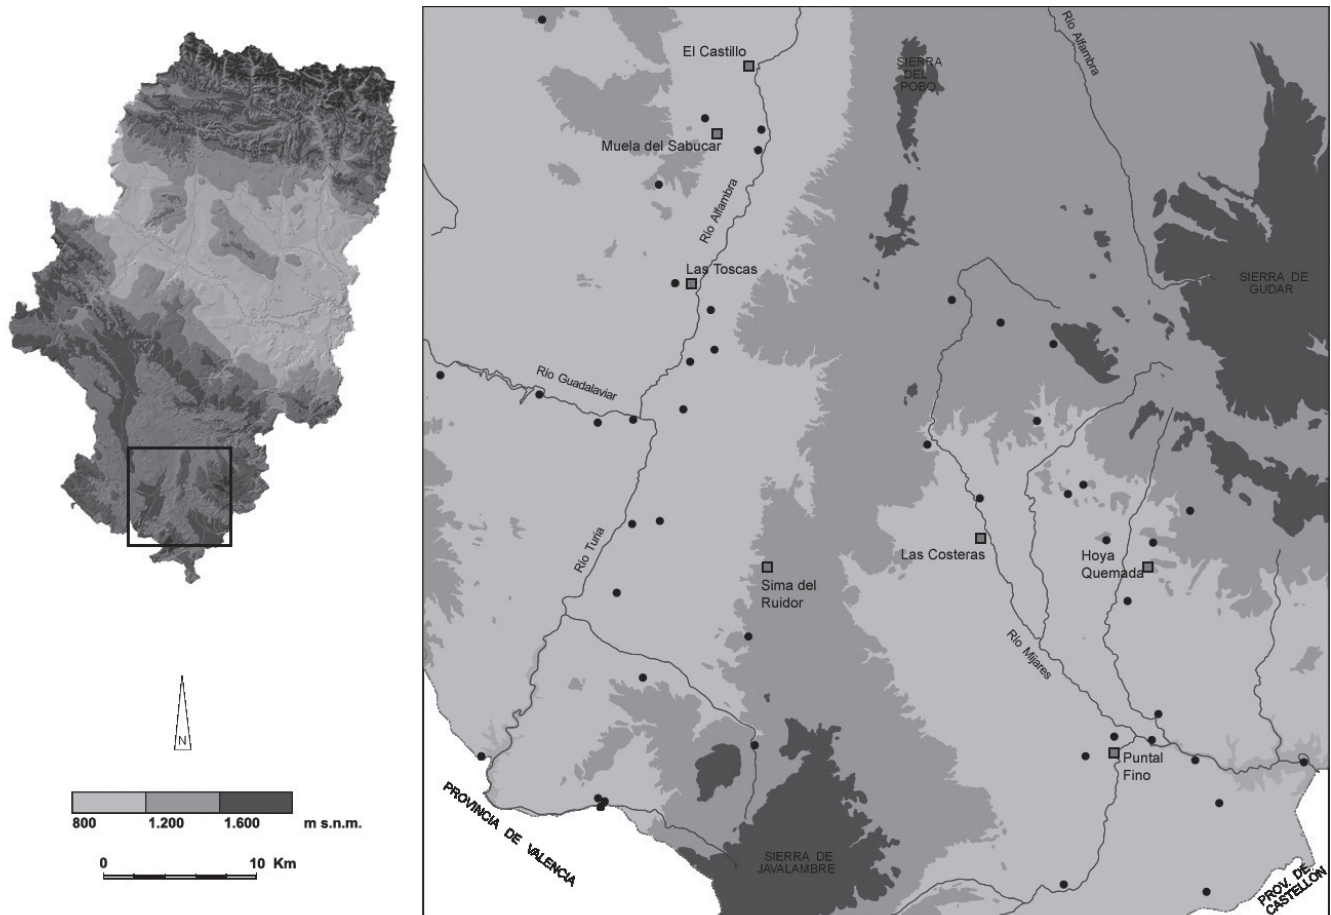 El Castillo
Río Alfambra
SIERRA
DEL
POBO
Muela del Sabucar
Río Alfambra
Las Toscas
SIERRA DE
GUDAR
Río Guadalaviar
Río Turia
Las Costeras
Hoya
Quemada
Sima del
Ruidor
Río Mijares
Puntal
Fino
PROVINCIA DE VALENCIA
SIERRA DE
JAVALAMBRE
PROV. DE
CASTELLÓN
N
800 1.200 1.600 m s.n.m.
0 10 Km